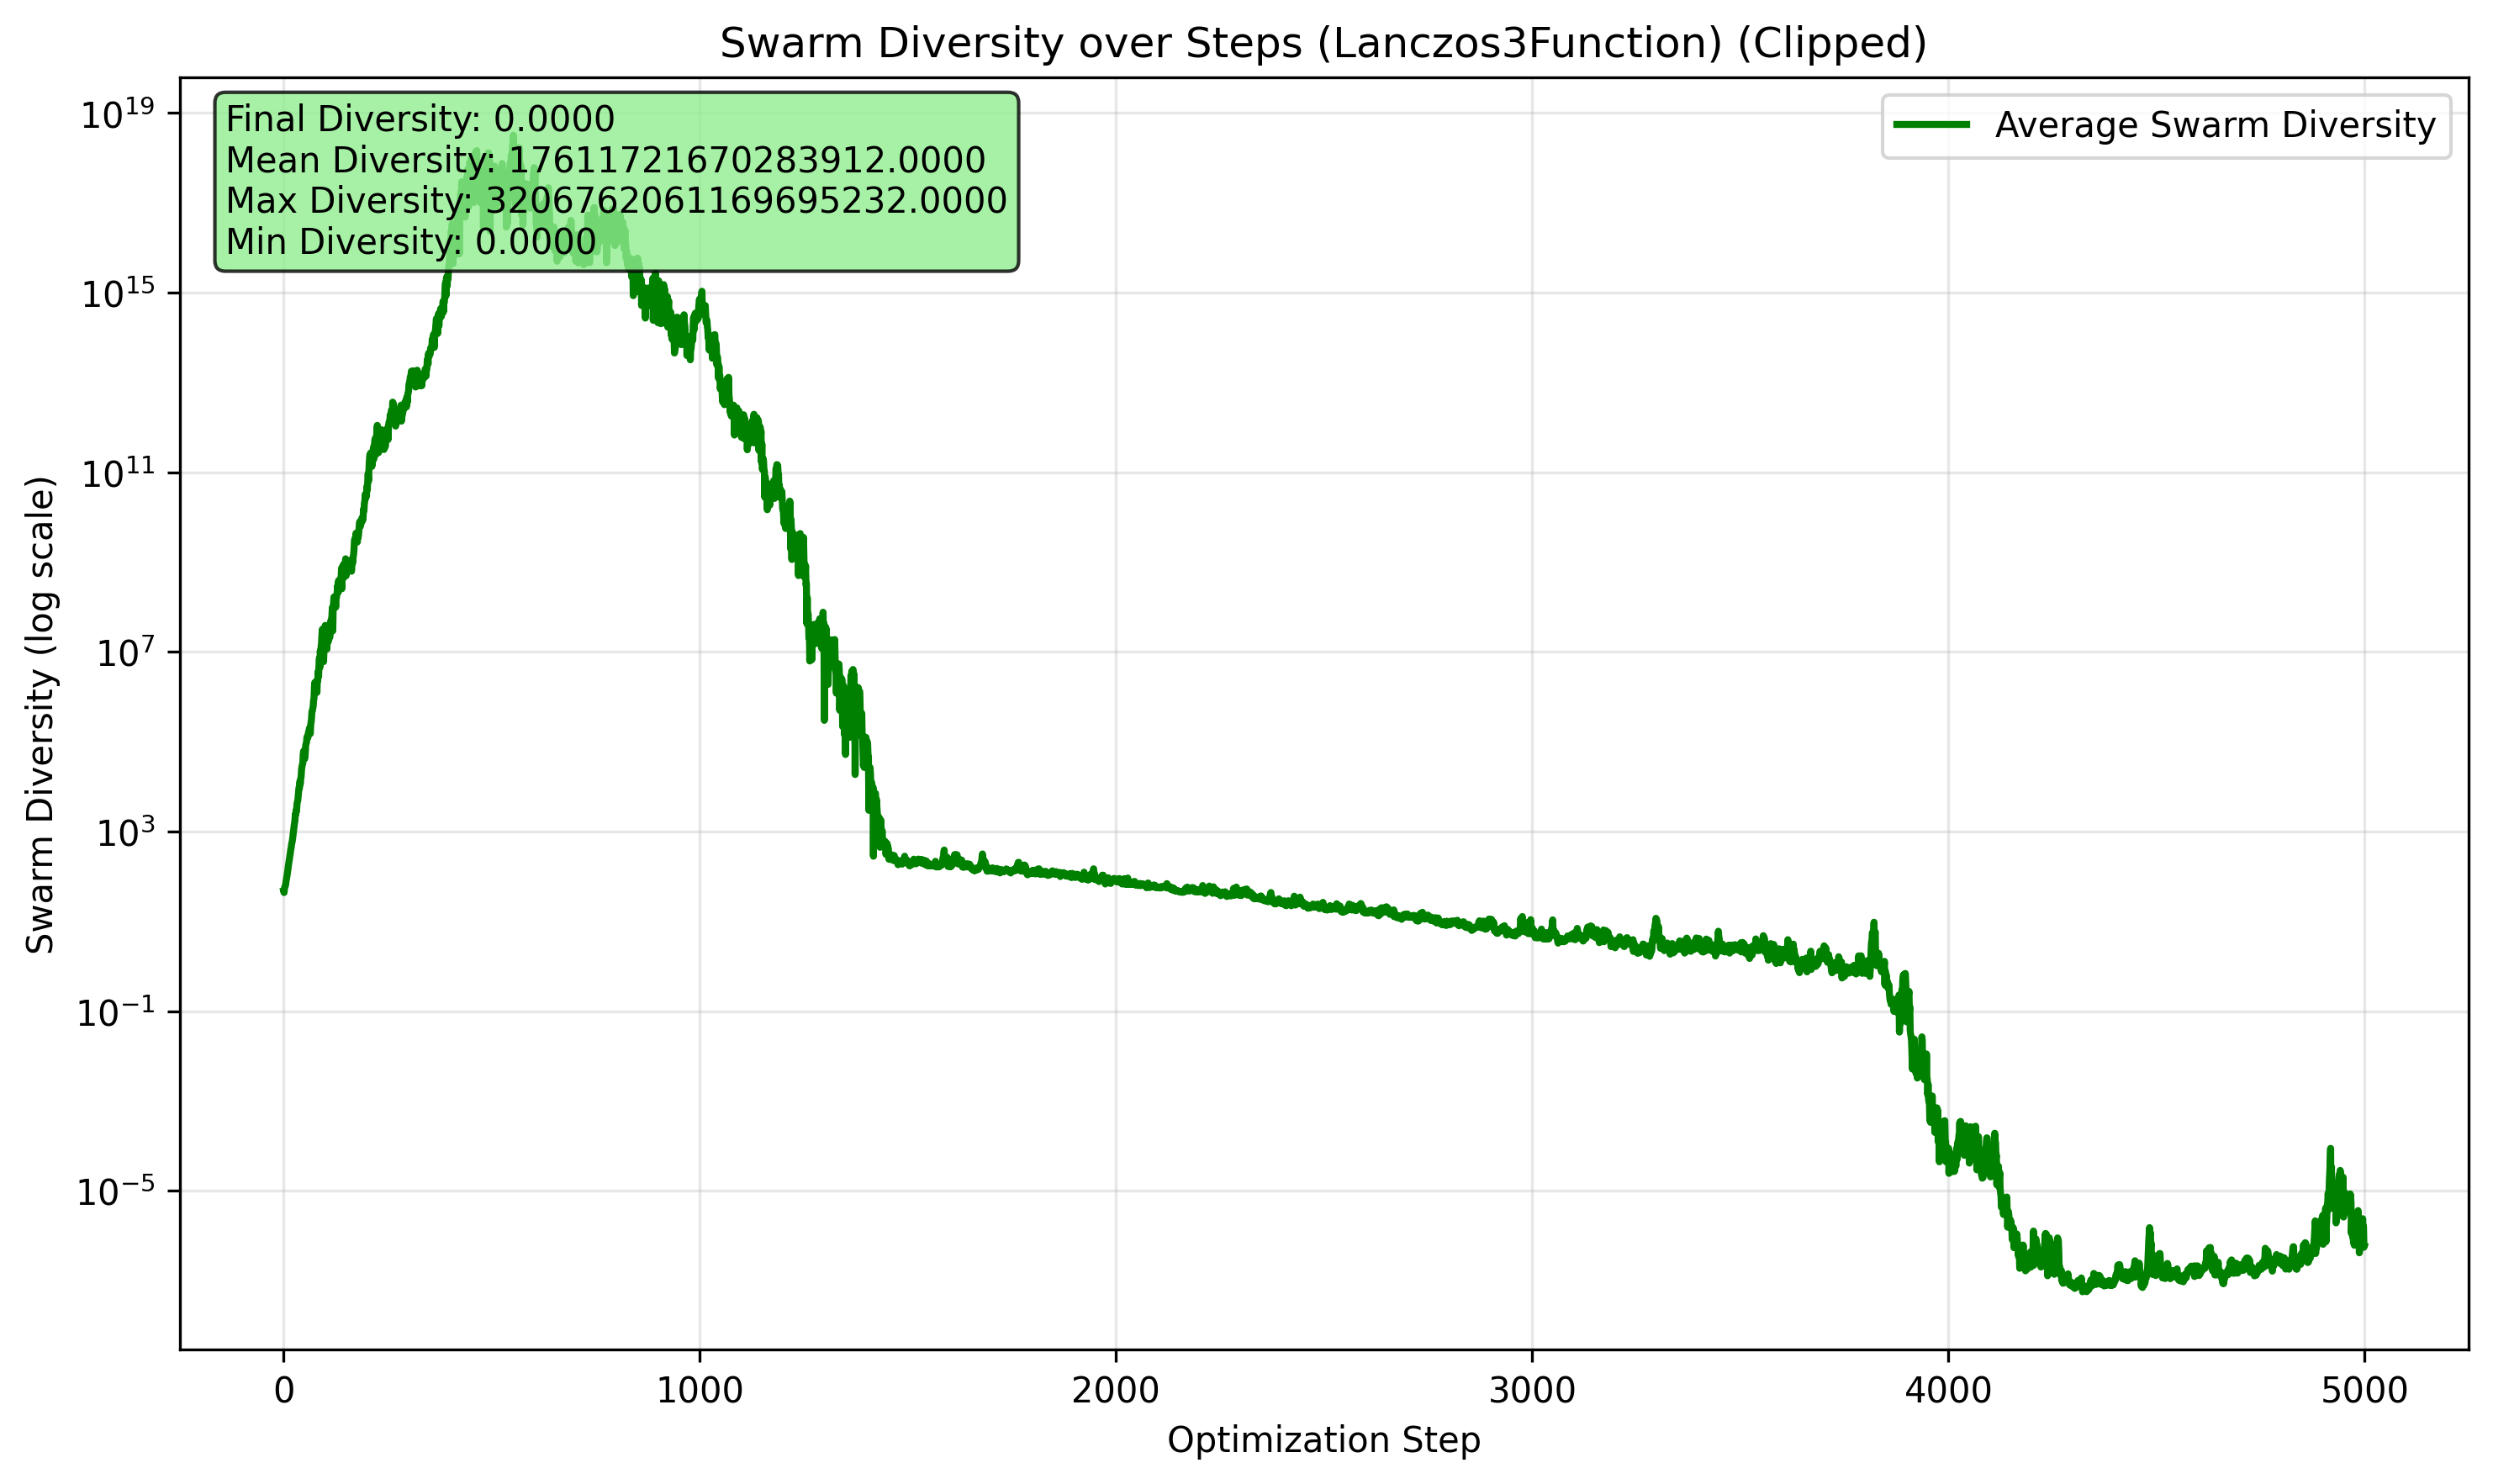 Swarm Diversity over Steps (Lanczos3Function) (Clipped)
Final Diversity: 0.0000
Mean Diversity: 17611721670283912.0000
Max Diversity: 3206762061169695232.0000
Min Diversity: 0.0000
Average Swarm Diversity
Swarm Diversity (log scale)
10¹⁹
10¹⁵
10¹¹
10⁷
10³
10⁻¹
10⁻⁵
0 1000 2000 3000 4000 5000
Optimization Step